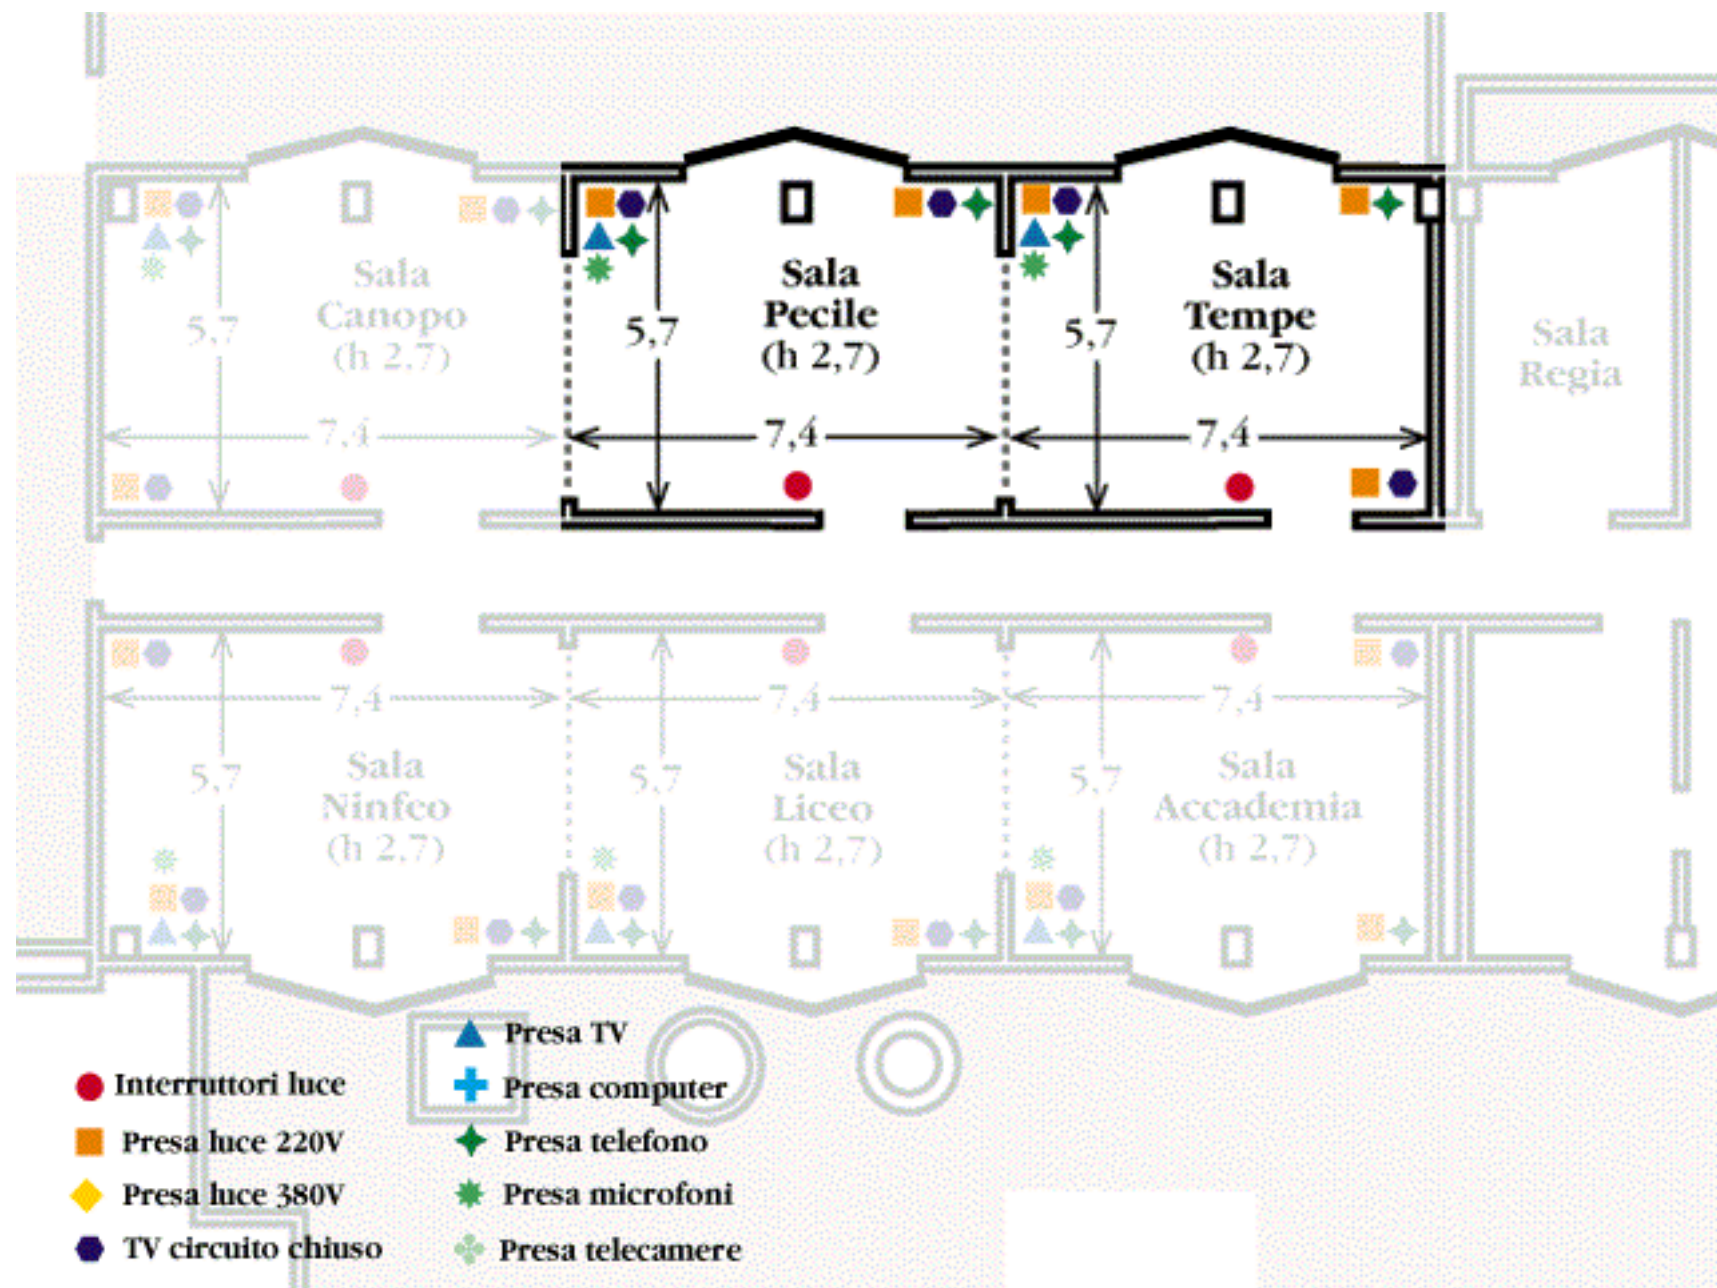 Sala
Canopo
(h 2,7)
5,7
7,4
Sala
Pecile
(h 2,7)
5,7
7,4
Sala
Tempe
(h 2,7)
5,7
7,4
Sala
Regia
7,4
5,7
Sala
Ninfeo
(h 2,7)
7,4
5,7
Sala
Liceo
(h 2,7)
7,4
5,7
Sala
Accademia
(h 2,7)
Interruttori luce
Presa luce 220V
Presa luce 380V
TV circuito chiuso
Presa TV
Presa computer
Presa telefono
Presa microfoni
Presa telecamere